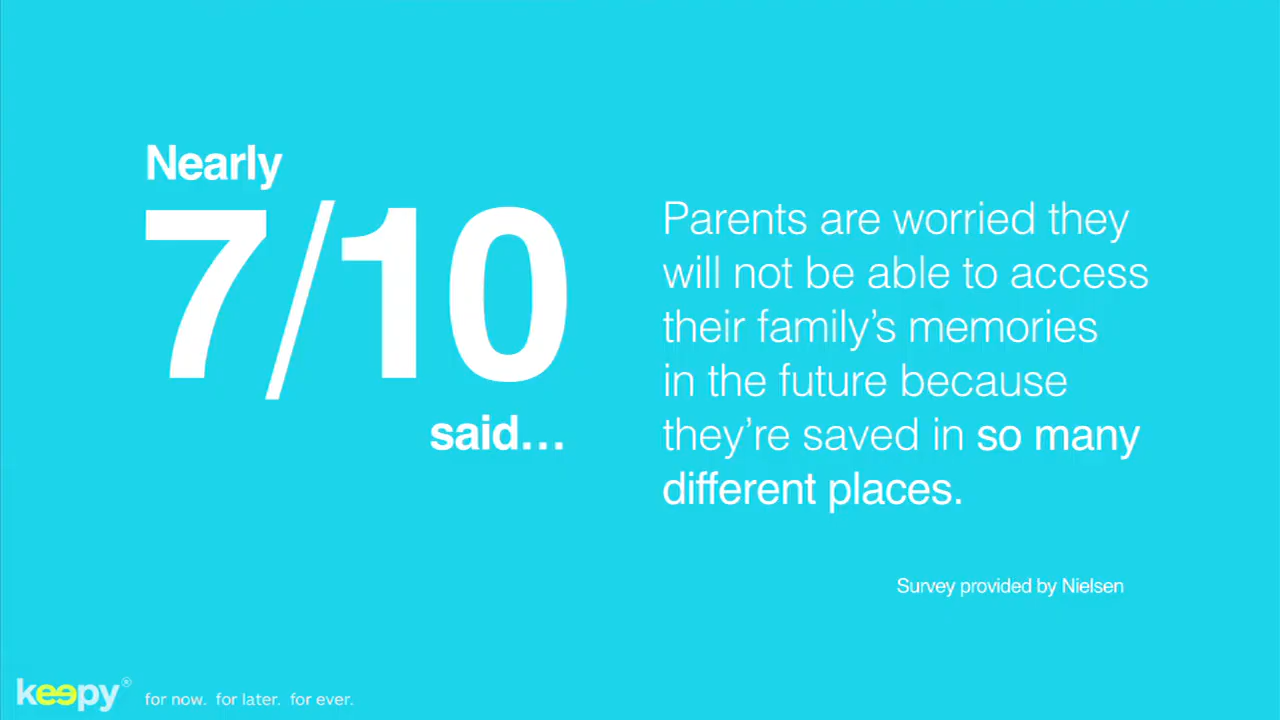 Nearly
7/10
said...
Parents are worried they
will not be able to access
their family’s memories
in the future because
they’re saved in so many
different places.
Survey provided by Nielsen
keepy® for now. for later. for ever.